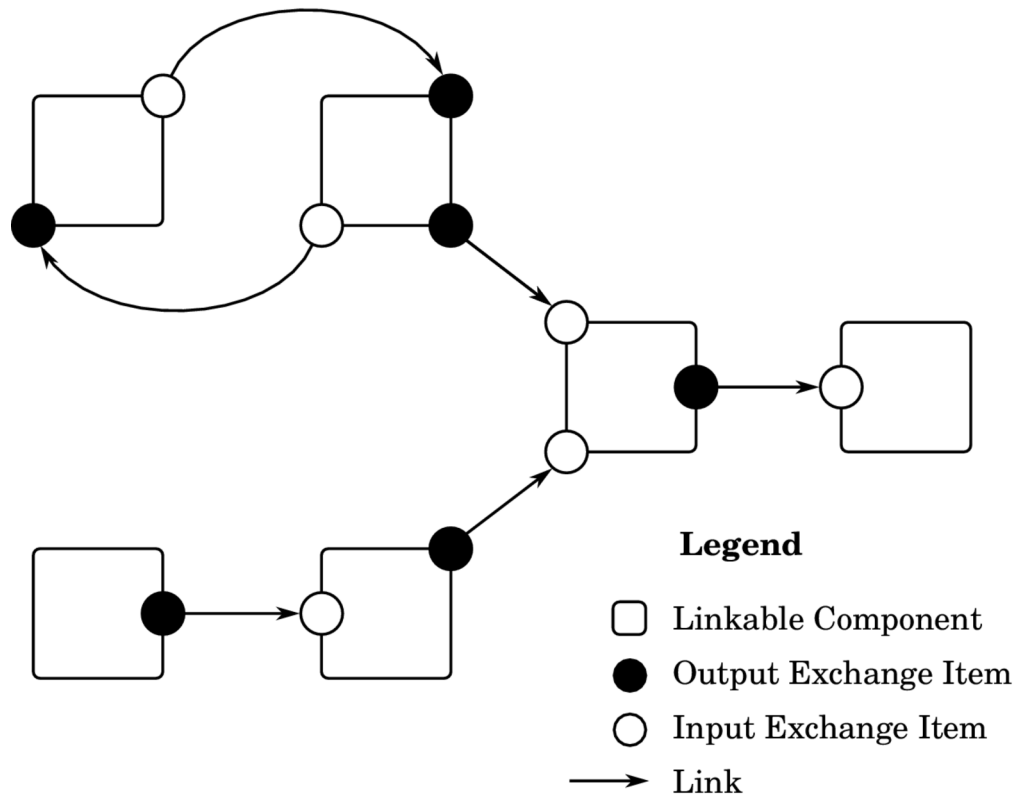 Legend
Linkable Component
Output Exchange Item
Input Exchange Item
Link